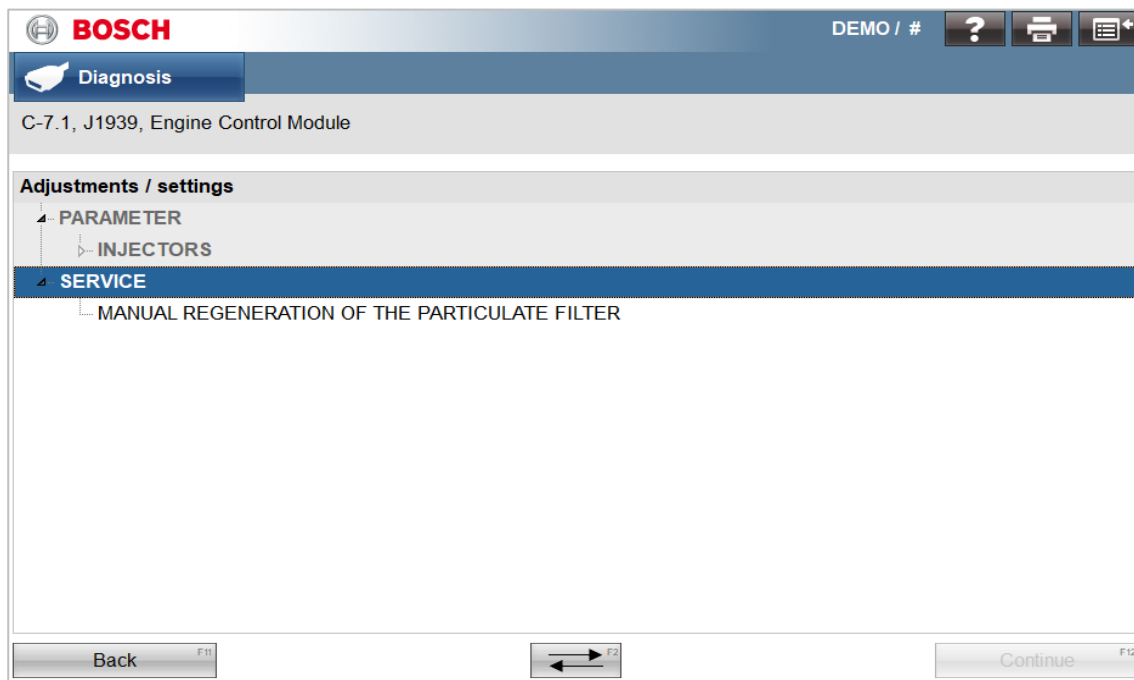 BOSCH
DEMO / #
?
Diagnosis
C-7.1, J1939, Engine Control Module
Adjustments / settings
PARAMETER
INJECTORS
SERVICE
MANUAL REGENERATION OF THE PARTICULATE FILTER
Back F11
F2
Continue F12